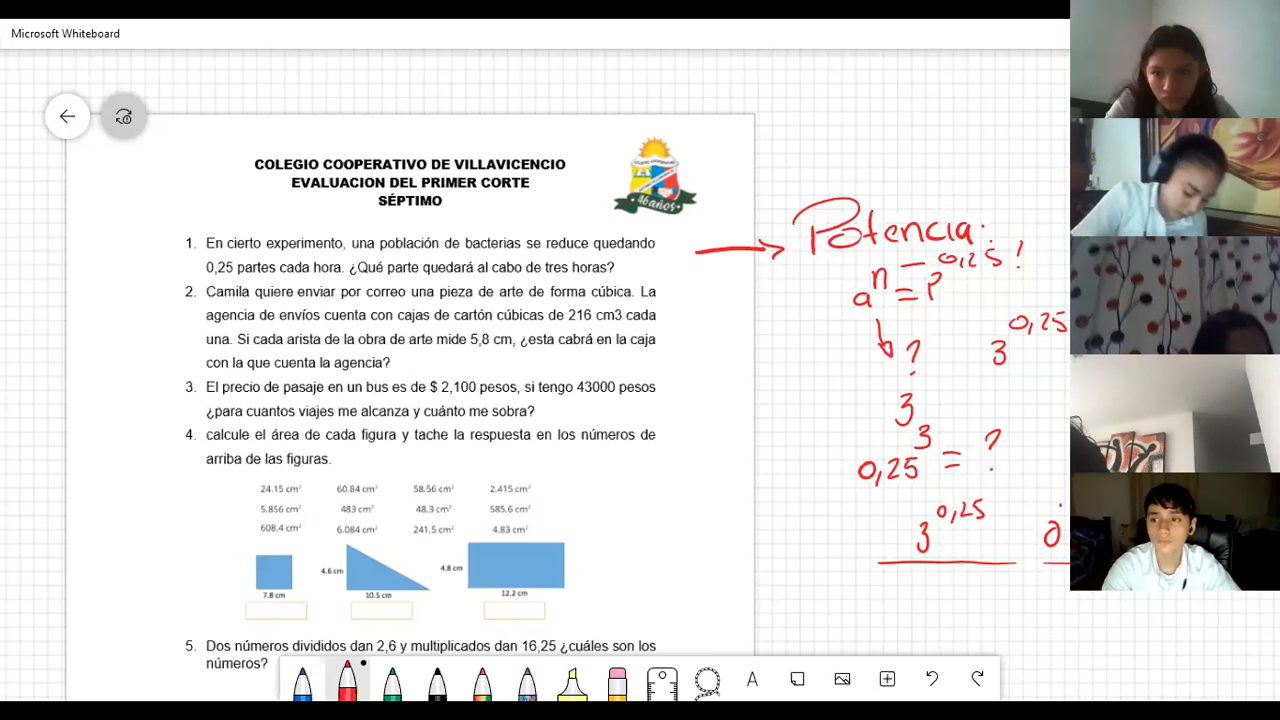 Microsoft Whiteboard
COLEGIO COOPERATIVO DE VILLAVICENCIO
EVALUACION DEL PRIMER CORTE
SÉPTIMO
46 años
1. En cierto experimento, una población de bacterias se reduce quedando
0,25 partes cada hora. ¿Qué parte quedará al cabo de tres horas?
2. Camila quiere enviar por correo una pieza de arte de forma cúbica. La
agencia de envíos cuenta con cajas de cartón cúbicas de 216 cm3 cada
una. Si cada arista de la obra de arte mide 5,8 cm, ¿esta cabrá en la caja
con la que cuenta la agencia?
3. El precio de pasaje en un bus es de $ 2,100 pesos, si tengo 43000 pesos
¿para cuantos viajes me alcanza y cuánto me sobra?
4. calcule el área de cada figura y tache la respuesta en los números de
arriba de las figuras.
24.15 cm² 60.84 cm² 58.56 cm² 2.415 cm²
5.856 cm² 483 cm² 48.3 cm² 585.6 cm²
608.4 cm² 6.084 cm² 241.5 cm² 4.83 cm²
4.6 cm 4.8 cm
7.8 cm 10.5 cm 12.2 cm
5. Dos números divididos dan 2,6 y multiplicados dan 16,25 ¿cuáles son los
números?
Potencia:
— 0,25 !
aⁿ = ?
? 3^0,25
3
0,25³ = ?
3^0,25 0
A